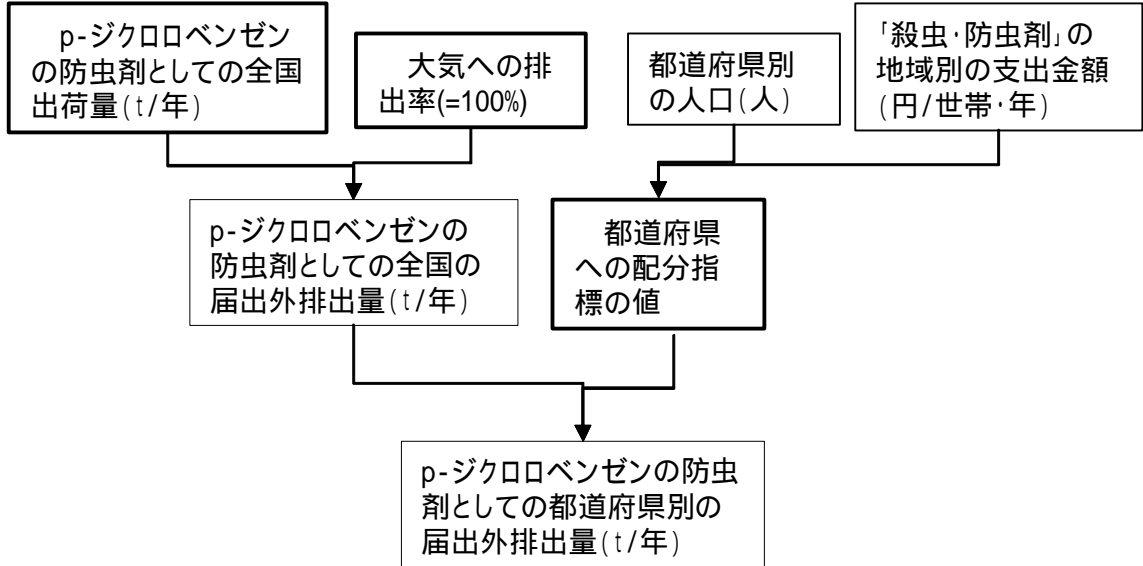 p-ジクロロベンゼン
の防虫剤としての全国
出荷量(t/年)
大気への排
出率(=100%)
都道府県別
の人口(人)
「殺虫・防虫剤」の
地域別の支出金額
(円/世帯・年)
p-ジクロロベンゼンの
防虫剤としての全国の
届出外排出量(t/年)
都道府県
への配分指
標の値
p-ジクロロベンゼンの防虫
剤としての都道府県別の
届出外排出量(t/年)